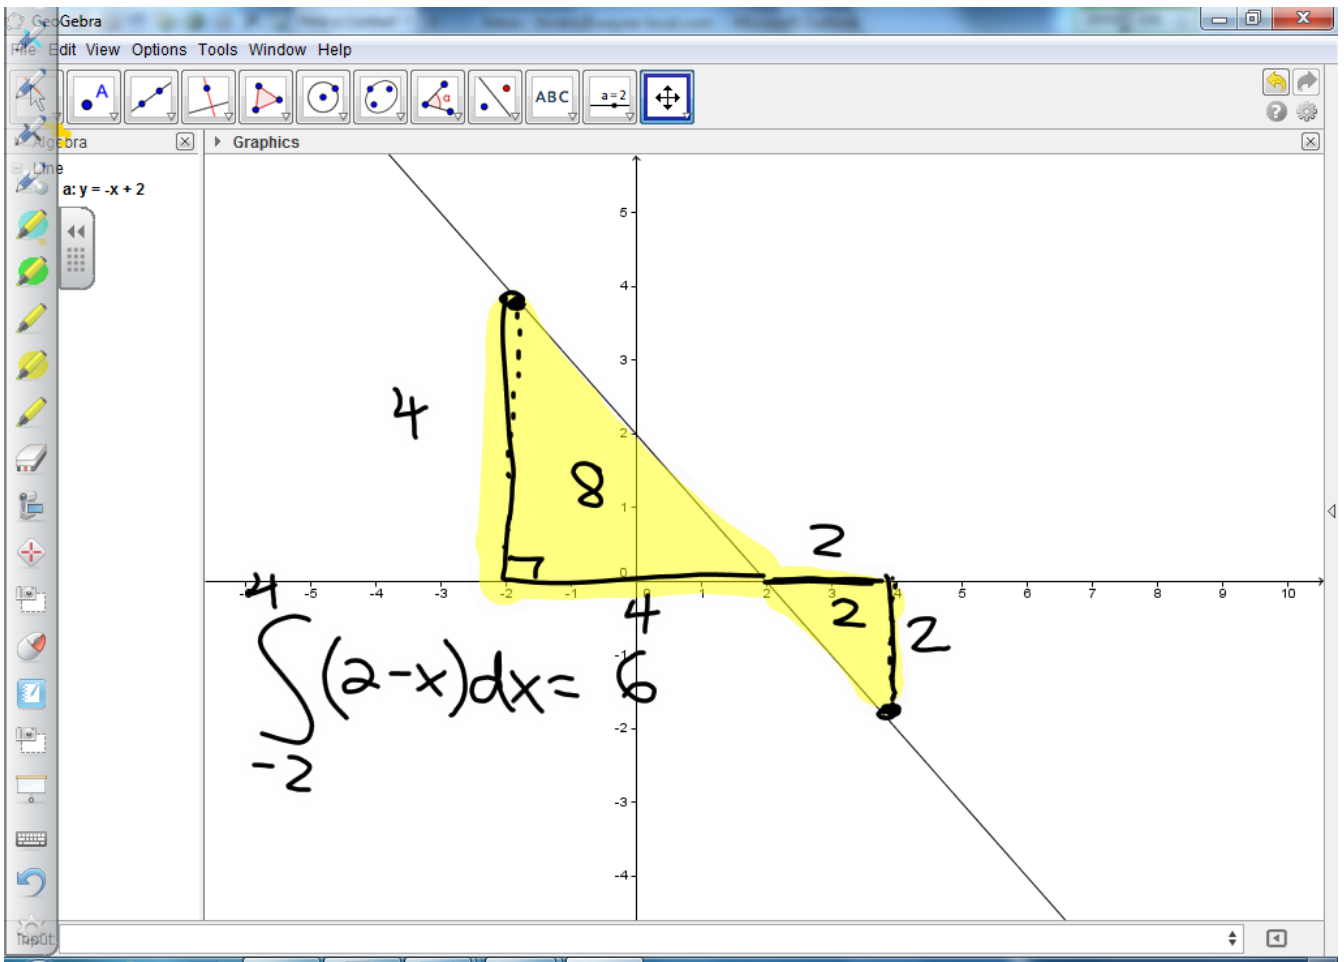 GeoGebra
File Edit View Options Tools Window Help
A
α
ABC
a=2
Algebra
Graphics
Line
a: y = -x + 2
5
4
3
2
1
0
-1
-2
-3
-4
-5 -4 -3 -2 -1 0 1 2 3 4 5 6 7 8 9 10
4
8
2
4
2
2
4
∫ (2-x)dx = 6
-2
Input: